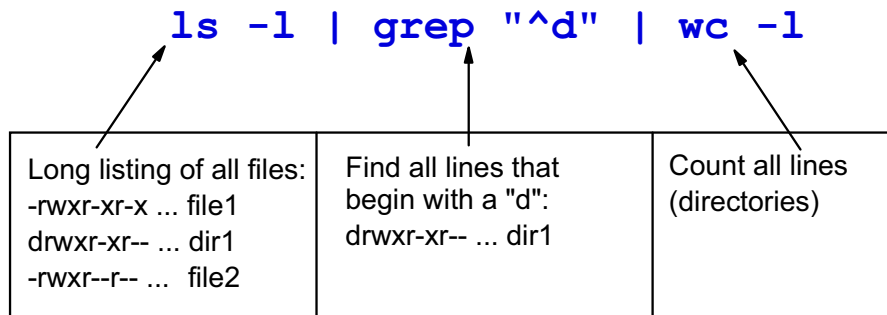 ls -l | grep "^d" | wc -l
Long listing of all files:
-rwxr-xr-x ... file1
drwxr-xr-- ... dir1
-rwxr--r-- ... file2
Find all lines that
begin with a "d":
drwxr-xr-- ... dir1
Count all lines
(directories)